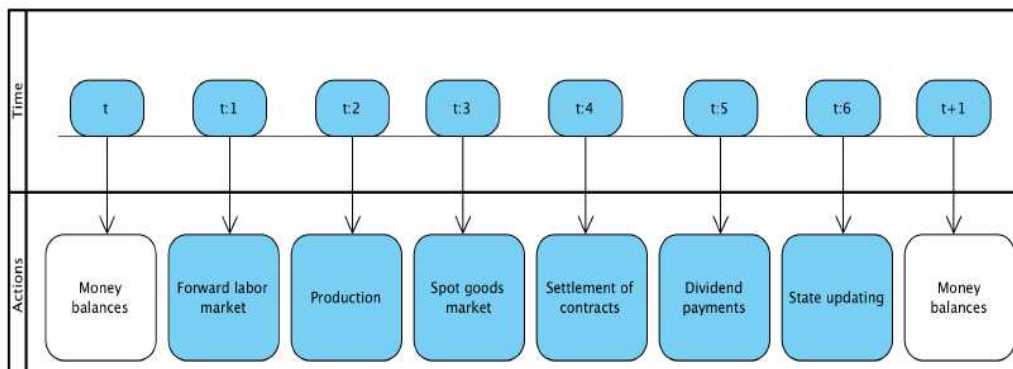 Time
t
t:1
t:2
t:3
t:4
t:5
t:6
t+1
Actions
Money
balances
Forward labor
market
Production
Spot goods
market
Settlement of
contracts
Dividend
payments
State updating
Money
balances